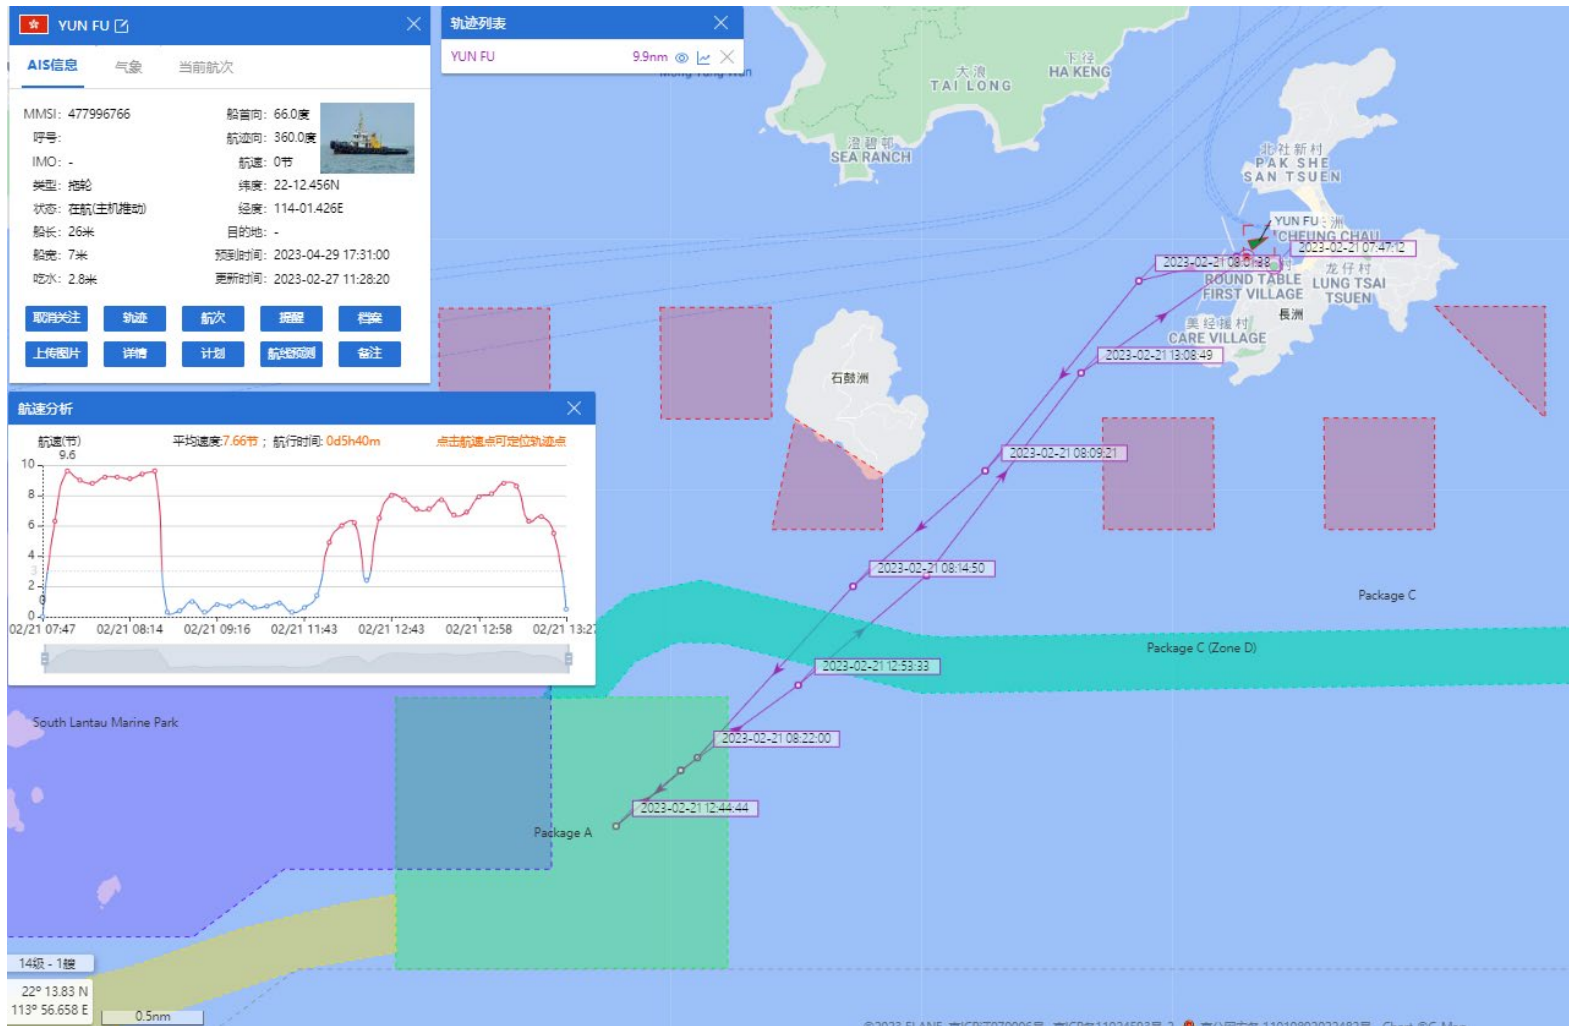 YUN FU
AIS信息
气象
当前航次
MMSI: 477996766
船首向: 66.0度
呼号:
航迹向: 360.0度
IMO: -
航速: 0节
类型: 拖轮
纬度: 22-12.456N
状态: 在航(主机推动)
经度: 114-01.426E
船长: 26米
目的地: -
船宽: 7米
预到时间: 2023-04-29 17:31:00
吃水: 2.8米
更新时间: 2023-02-27 11:28:20
取消关注
轨迹
航次
提醒
档案
上传图片
详情
计划
航线预测
备注
轨迹列表
YUN FU
9.9nm
下径
HA KENG
大浪
TAI LONG
澄碧邨
SEA RANCH
北社新村
PAK SHE
SAN TSUEN
YUN FU
洲
CHEUNG CHAU
2023-02-21 07:47:12
2023-02-21 08:01:38
村
ROUND TABLE
FIRST VILLAGE
龙仔村
LUNG TSAI
TSUEN
美经援村
CARE VILLAGE
長洲
2023-02-21 13:08:49
石鼓洲
2023-02-21 08:09:21
2023-02-21 08:14:50
Package C
Package C (Zone D)
2023-02-21 12:53:33
2023-02-21 08:22:00
2023-02-21 12:44:44
Package A
航速分析
航速(节)
平均速度:7.66节 ; 航行时间: 0d5h40m
点击航速点可定位轨迹点
9.6
10
8
6
4
3
2
0
0
02/21 07:47
02/21 08:14
02/21 09:16
02/21 11:43
02/21 12:43
02/21 12:58
02/21 13:27
South Lantau Marine Park
14级 - 1艘
22° 13.83 N
113° 56.658 E
0.5nm